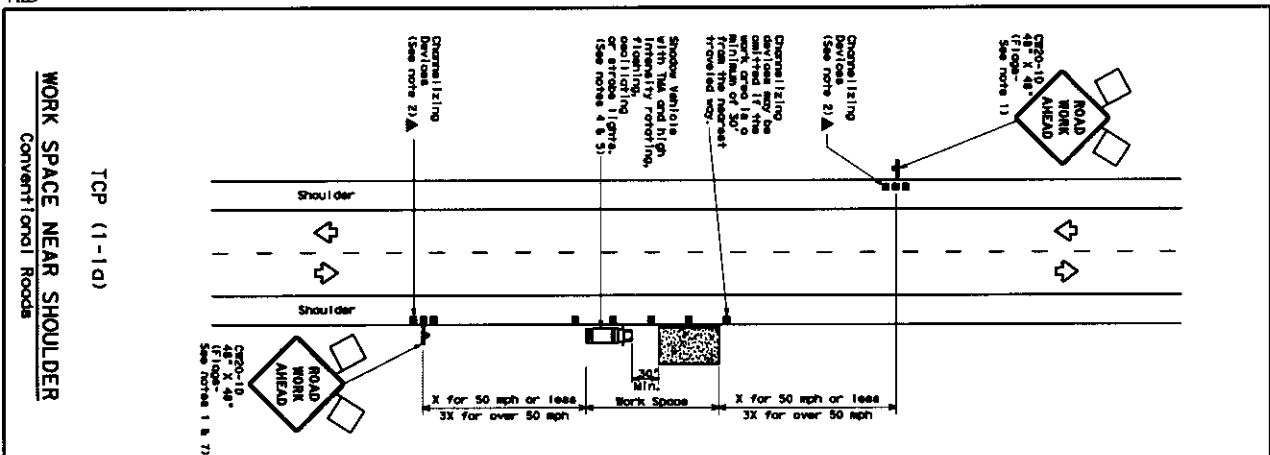 CW20-1D
48" X 48"
(Flags-
See note 1)
ROAD
WORK
AHEAD
Channelizing
Devices
(See note 2)▲
Channelizing
devices may be
omitted if the
work area is a
minimum of 30'
from the nearest
traveled way.
Shadow Vehicle
with TMA and high
intensity rotating,
flashing,
oscillating
or strobe lights.
(See notes 4 & 5)
Channelizing
Devices
(See note 2)▲
Shoulder
Shoulder
30'
Min.
X for 50 mph or less
3X for over 50 mph
Work Space
X for 50 mph or less
3X for over 50 mph
ROAD
WORK
AHEAD
CW20-1D
48" X 48"
(Flags-
See notes 1 & 7)
TCP (1-1a)
WORK SPACE NEAR SHOULDER
Conventional Roads